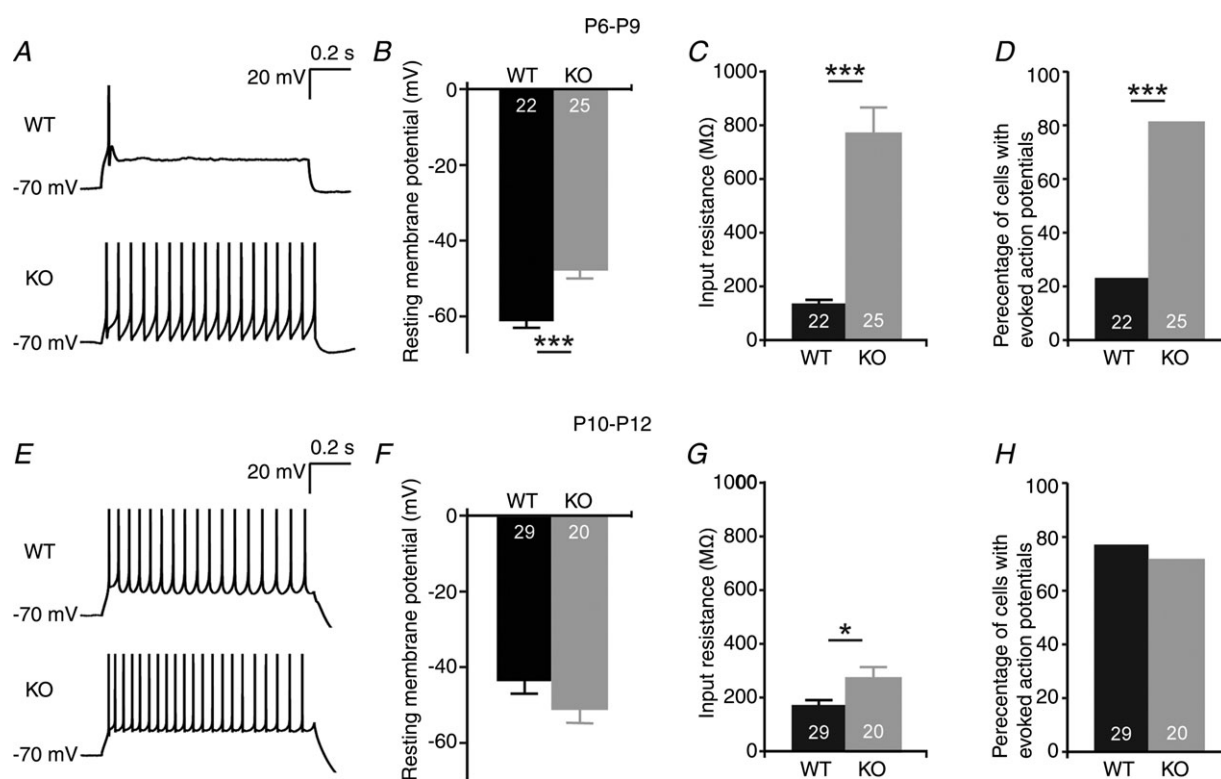 P6-P9
A
0.2 s
20 mV
WT
-70 mV
KO
-70 mV
B
WT KO
Resting membrane potential (mV)
0
-20
-40
-60
22 25
***
C
Input resistance (MΩ)
1000
800
600
400
200
0
***
22 25
WT KO
D
Perecentage of cells with
evoked action potentials
100
80
60
40
20
0
***
22 25
WT KO
P10-P12
E
0.2 s
20 mV
WT
-70 mV
KO
-70 mV
F
WT KO
Resting membrane potential (mV)
0
-20
-40
-60
29 20
G
Input resistance (MΩ)
1000
800
600
400
200
0
*
29 20
WT KO
H
Perecentage of cells with
evoked action potentials
100
80
60
40
20
0
29 20
WT KO